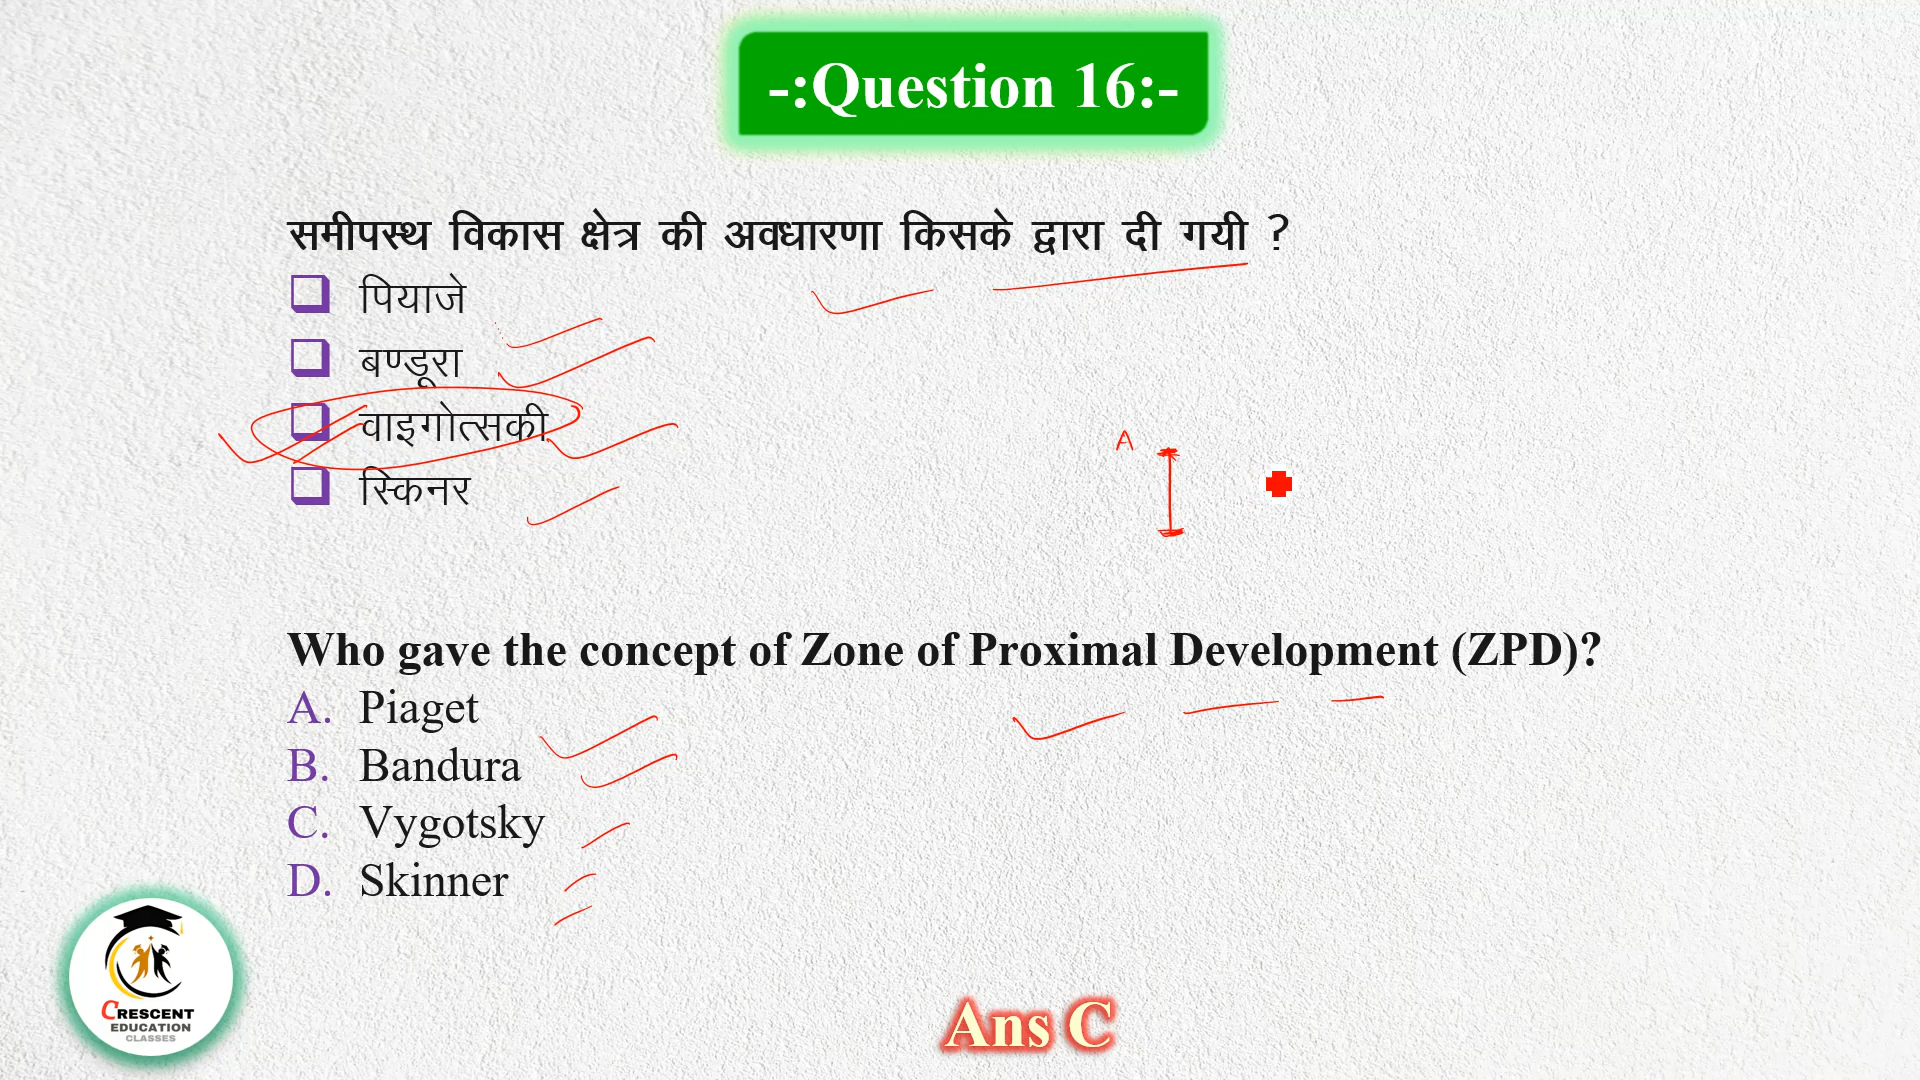 -:Question 16:-
समीपस्थ विकास क्षेत्र की अवधारणा किसके द्वारा दी गयी ?
पियाजे
बण्डूरा
वाइगोत्सकी
स्किनर
A
Who gave the concept of Zone of Proximal Development (ZPD)?
A. Piaget
B. Bandura
C. Vygotsky
D. Skinner
CRESCENT
EDUCATION
CLASSES
Ans C